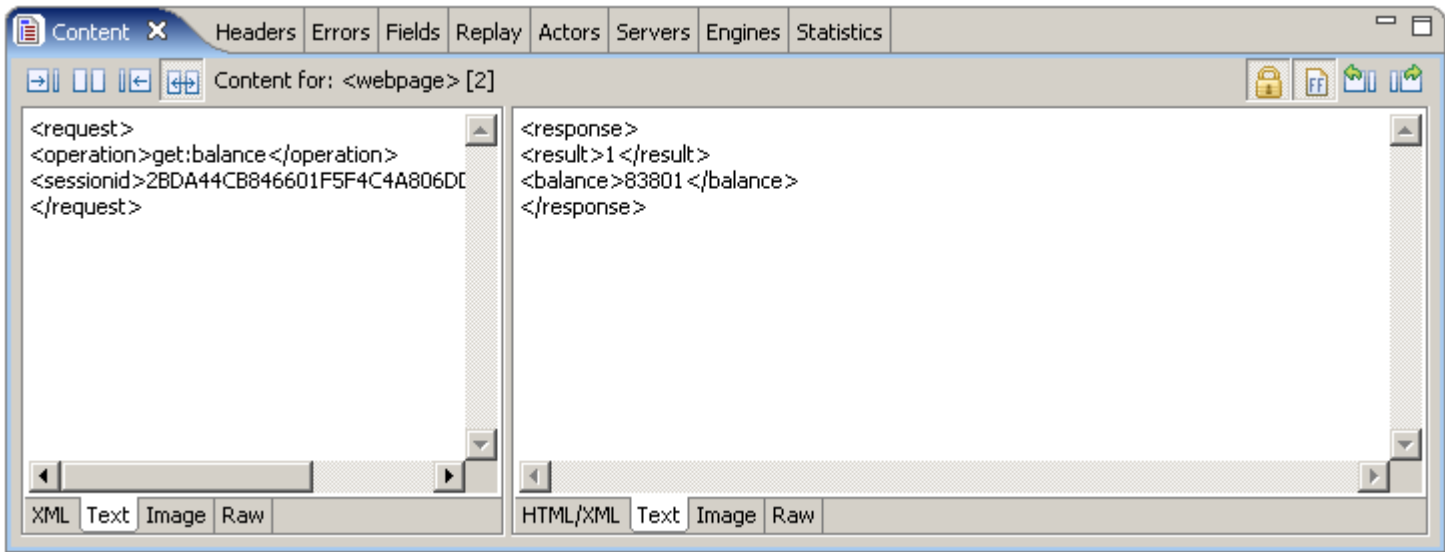 Content Headers Errors Fields Replay Actors Servers Engines Statistics
Content for: <webpage> [2]
FF
<request>
<operation>get:balance</operation>
<sessionid>2BDA44CB846601F5F4C4A806DD
</request>
<response>
<result>1</result>
<balance>83801</balance>
</response>
XML Text Image Raw
HTML/XML Text Image Raw